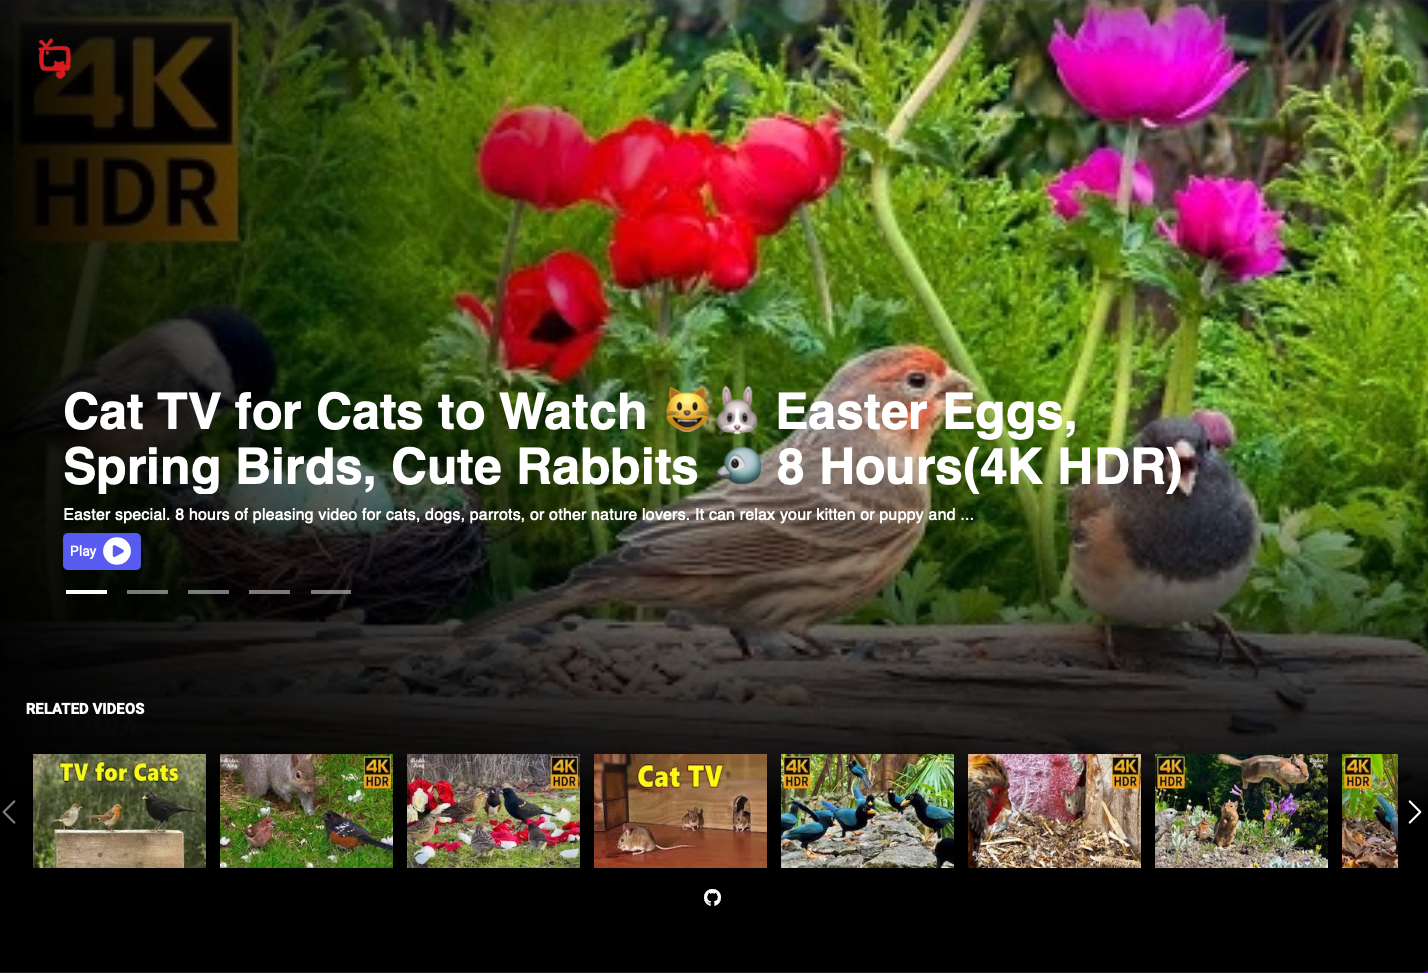 4K
HDR
Cat TV for Cats to Watch 😺🐰 Easter Eggs,
Spring Birds, Cute Rabbits 🐦 8 Hours(4K HDR)
Easter special. 8 hours of pleasing video for cats, dogs, parrots, or other nature lovers. It can relax your kitten or puppy and ...
Play
RELATED VIDEOS
TV for Cats
4K
HDR
4K
HDR
Cat TV
4K
HDR
4K
HDR
4K
HDR
4K
HDR